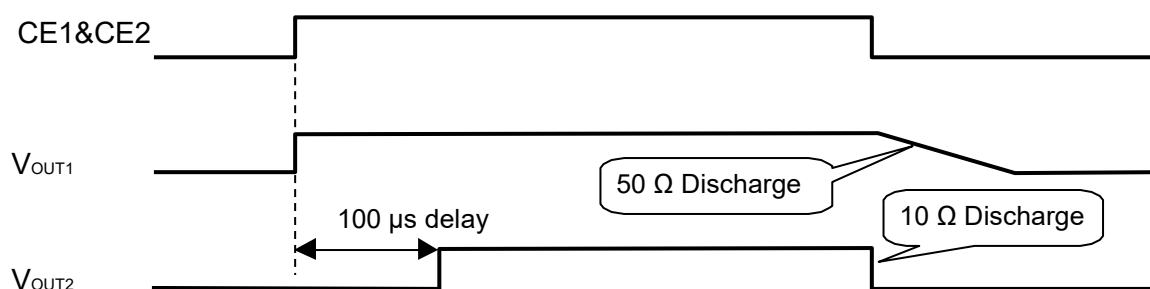 CE1&CE2
VOUT1
50 Ω Discharge
10 Ω Discharge
100 µs delay
VOUT2